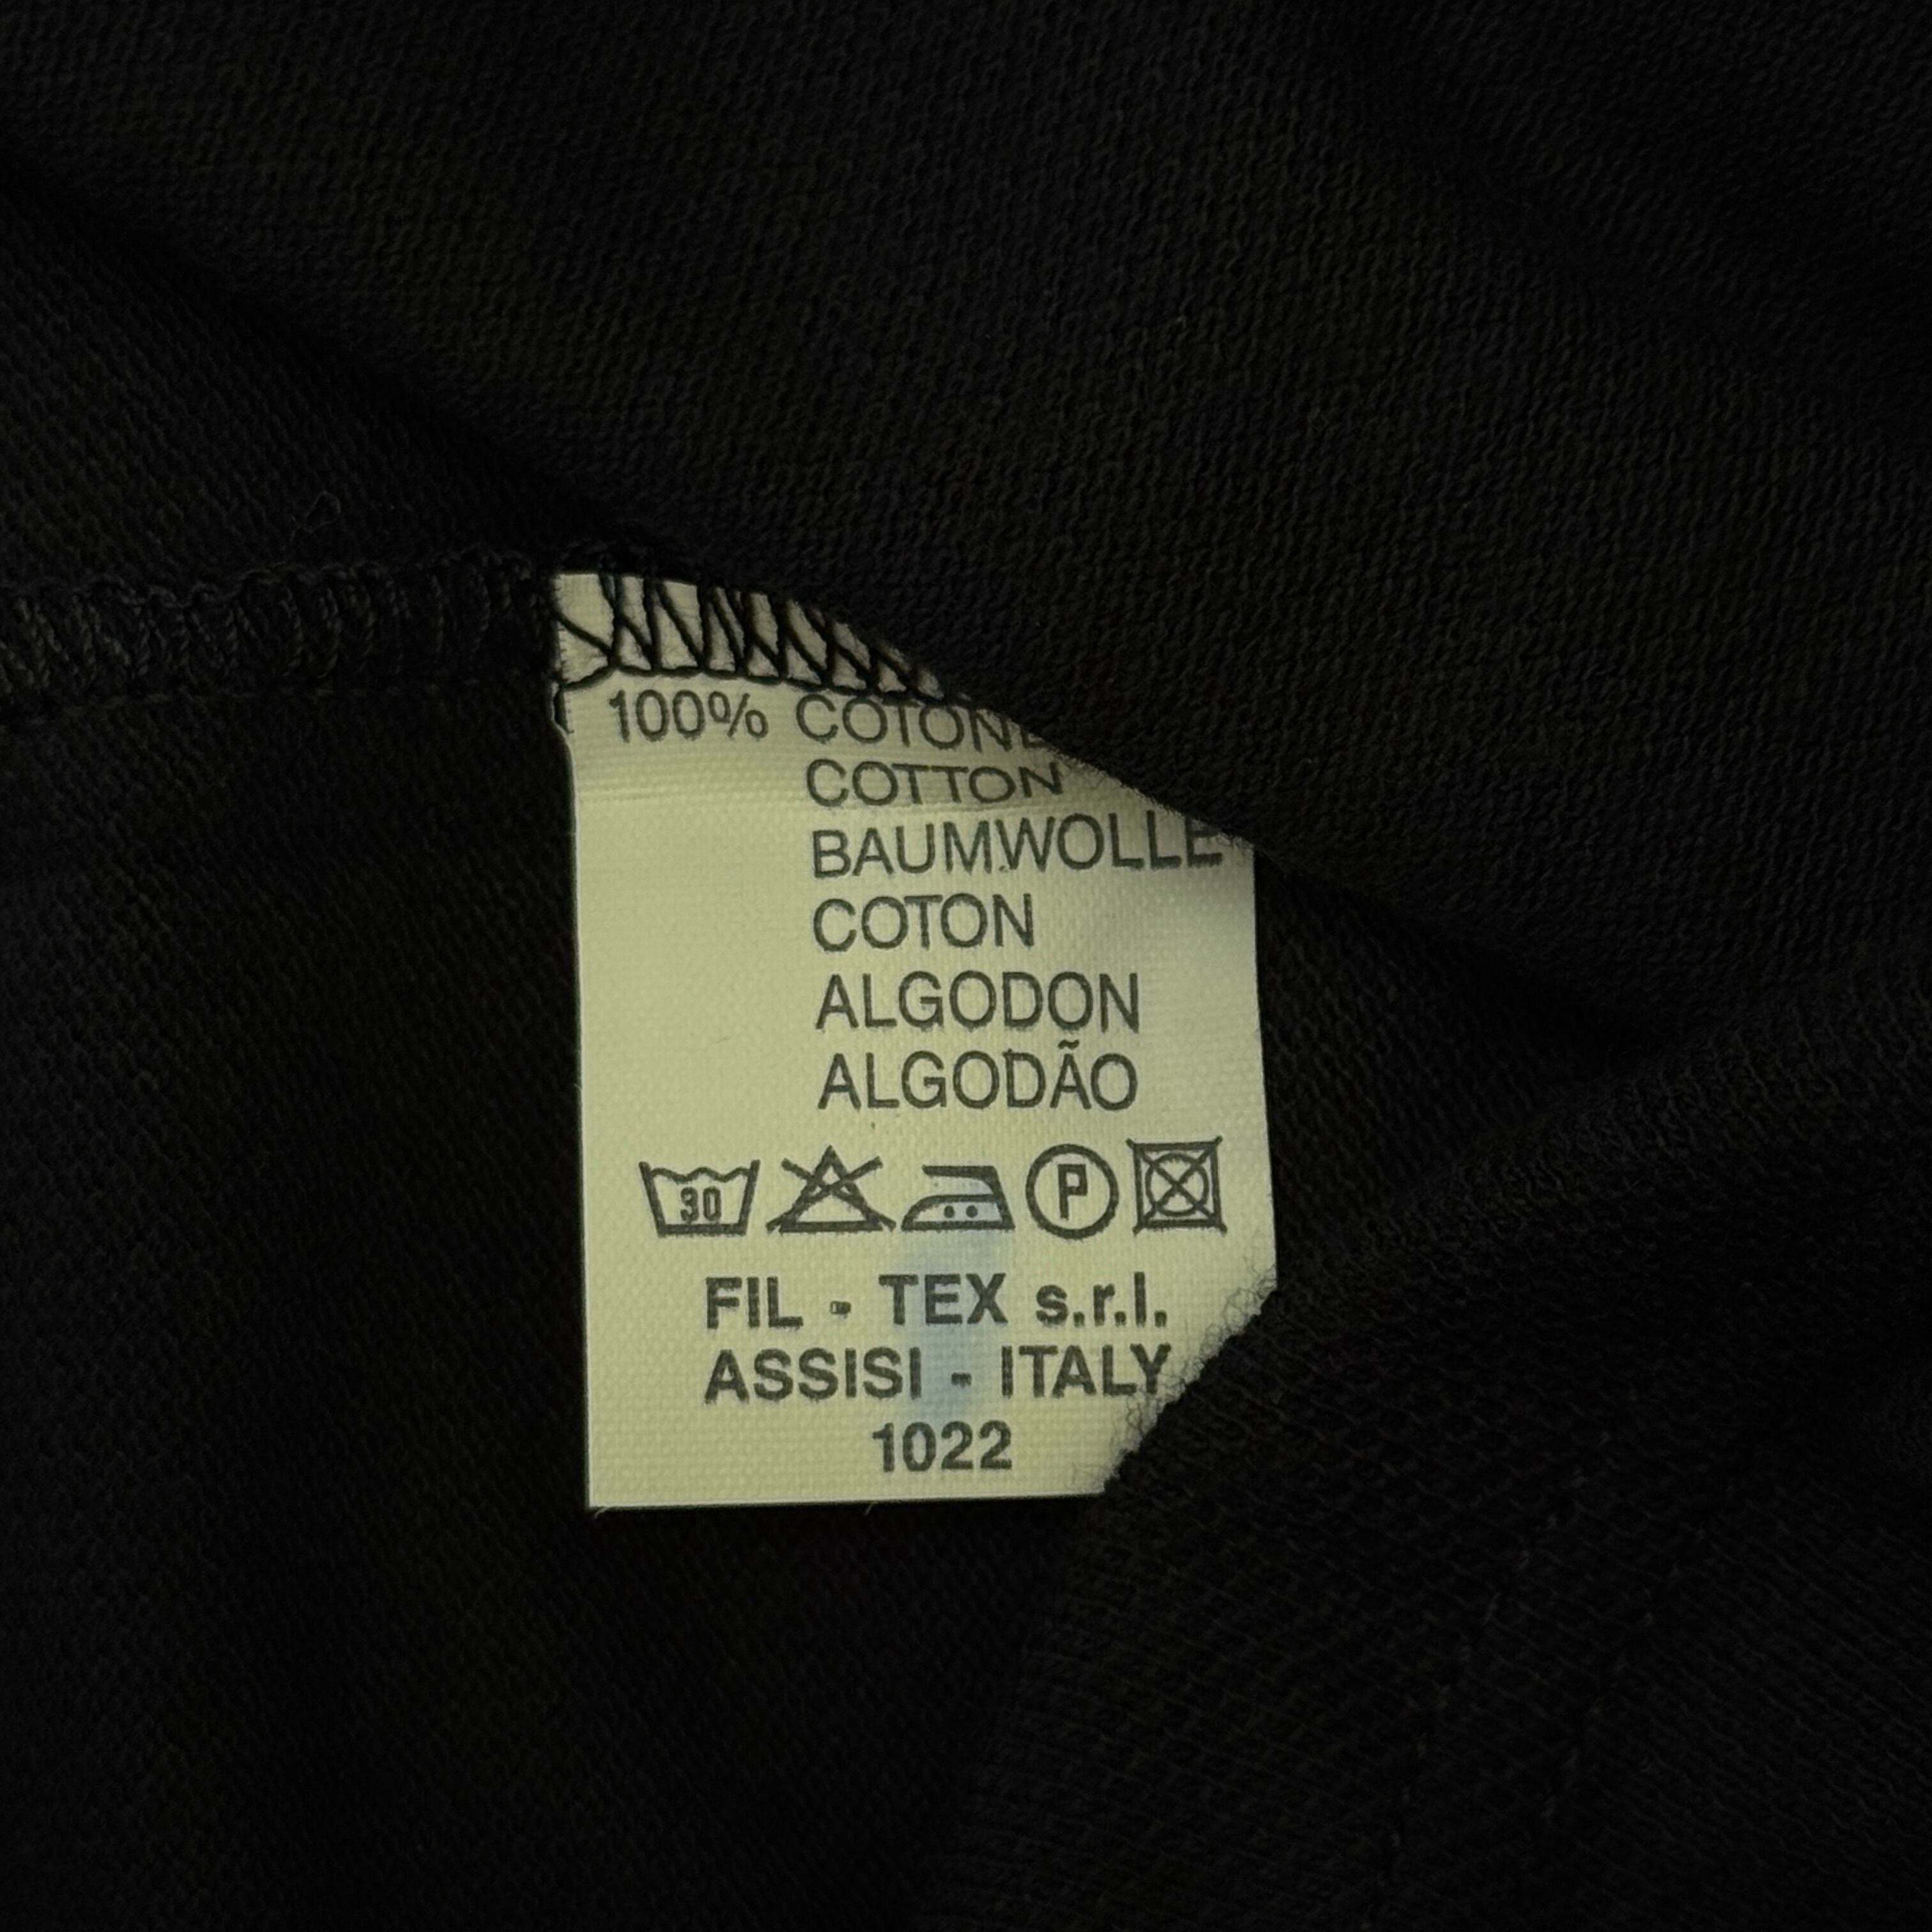 100% COTONE
COTTON
BAUMWOLLE
COTON
ALGODON
ALGODÃO
30 P
FIL - TEX s.r.l.
ASSISI - ITALY
1022